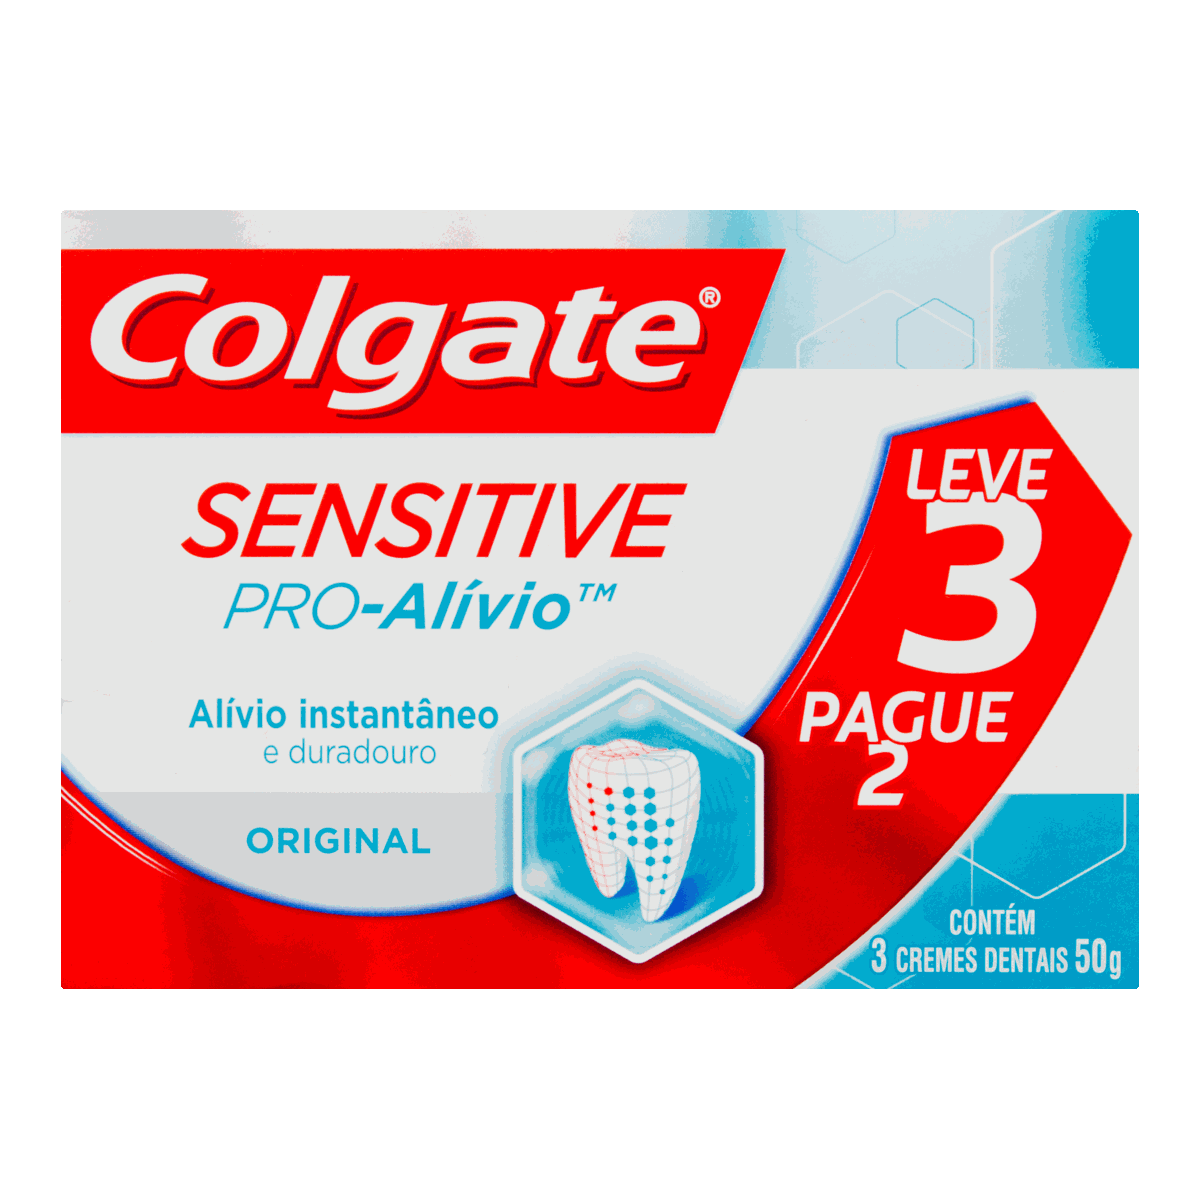 Colgate®
SENSITIVE
PRO-Alívio™
Alívio instantâneo
e duradouro
ORIGINAL
LEVE
3
PAGUE
2
CONTÉM
3 CREMES DENTAIS 50g